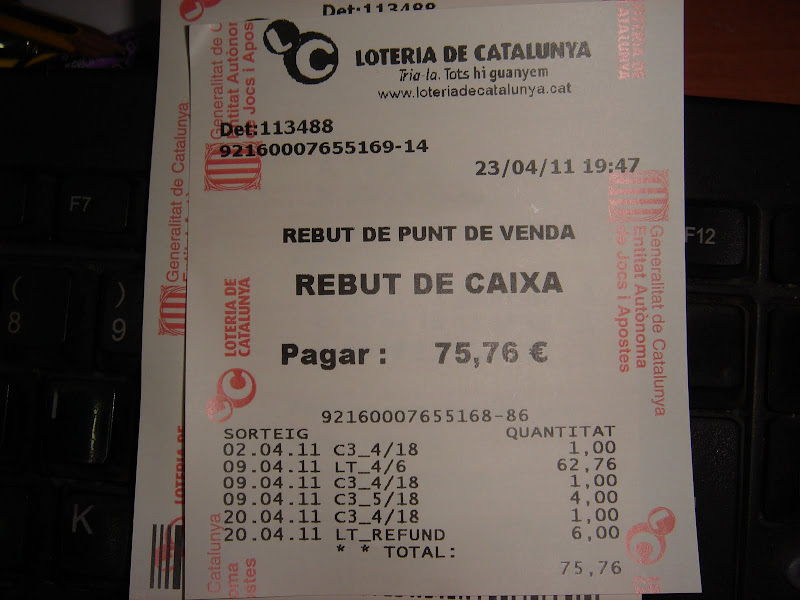 Det:113488
LOTERIA DE CATALUNYA
Tria-la. Tots hi guanyem
www.loteriadecatalunya.cat
Det:113488
92160007655169-14
23/04/11 19:47
REBUT DE PUNT DE VENDA
REBUT DE CAIXA
Pagar : 75,76 €
92160007655168-86
SORTEIG QUANTITAT
02.04.11 C3_4/18 1,00
09.04.11 LT_4/6 62,76
09.04.11 C3_4/18 1,00
09.04.11 C3_5/18 4,00
20.04.11 C3_4/18 1,00
20.04.11 LT_REFUND 6,00
* * TOTAL:
75,76
Generalitat de Catalunya
Entitat Autònoma
de Jocs i Apostes
LOTERIA DE
CATALUNYA
Generalitat de Catalunya
LOTERIA DE
Catalunya
F7
F12
8
)
9
K